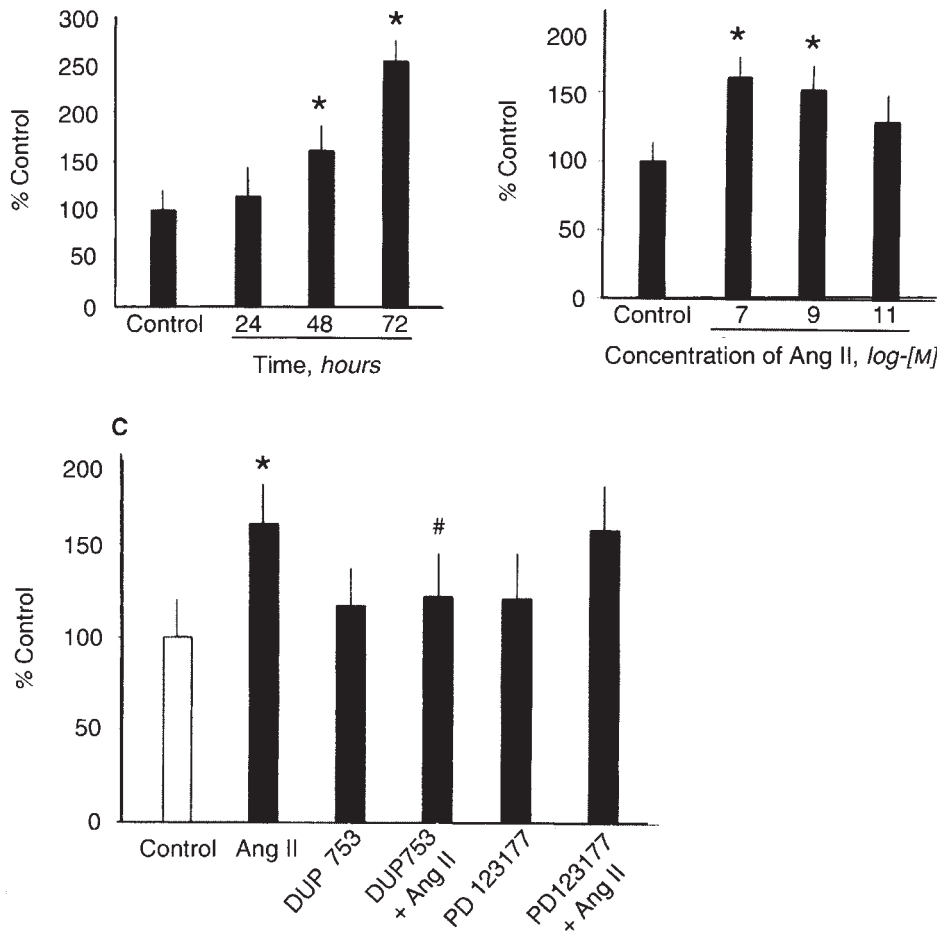 300
250
200
150
100
50
0
% Control
*
*
Control 24 48 72
Time, hours
200
150
100
50
0
% Control
*
*
Control 7 9 11
Concentration of Ang II, log-[M]
C
200
150
100
50
0
% Control
*
#
Control
Ang II
DUP 753
DUP753
+ Ang II
PD 123177
PD123177
+ Ang II